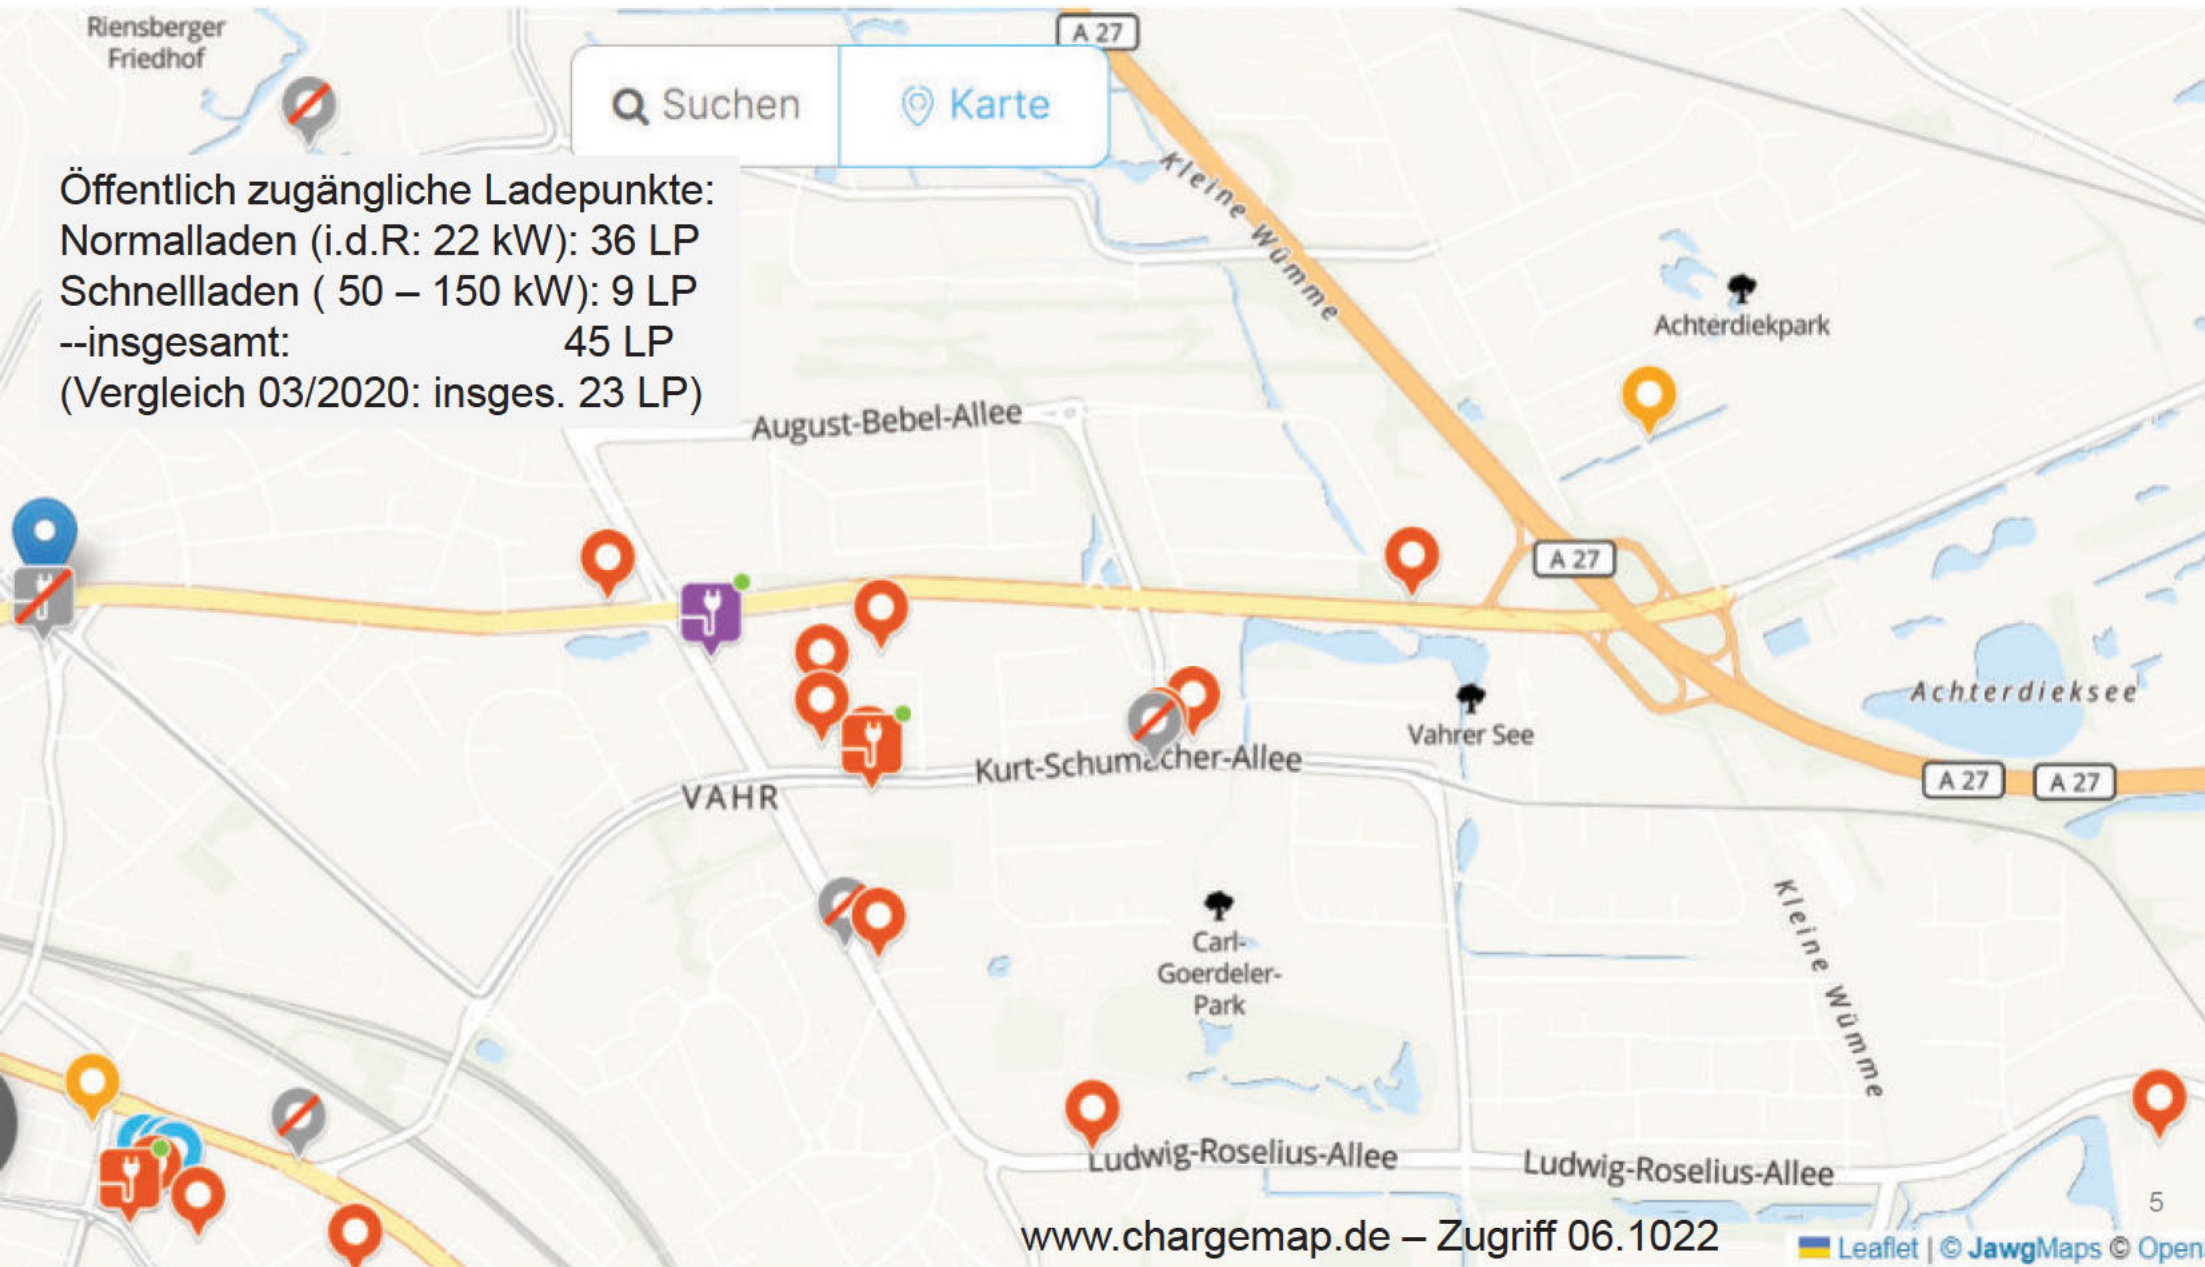 Riensberger
Friedhof
A 27
Suchen
Karte
Öffentlich zugängliche Ladepunkte:
Normalladen (i.d.R: 22 kW): 36 LP
Schnellladen ( 50 – 150 kW): 9 LP
--insgesamt: 45 LP
(Vergleich 03/2020: insges. 23 LP)
Kleine Wümme
Achterdiekpark
August-Bebel-Allee
A 27
Achterdieksee
Vahrer See
Kurt-Schumacher-Allee
VAHR
A 27
A 27
Kleine Wümme
Carl-
Goerdeler-
Park
Ludwig-Roselius-Allee
Ludwig-Roselius-Allee
5
www.chargemap.de – Zugriff 06.1022
Leaflet | © JawgMaps © Open